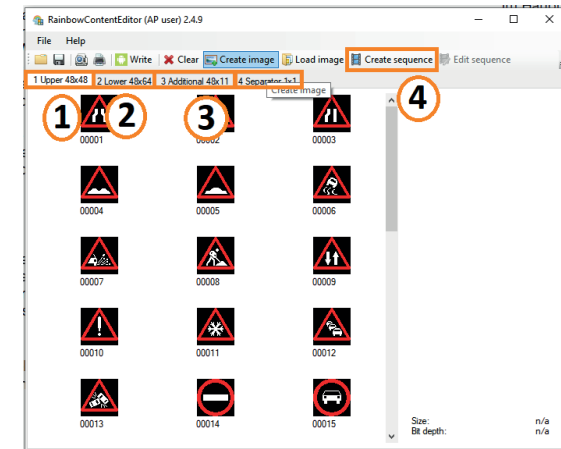 RainbowContentEditor (AP user) 2.4.9
File Help
Write Clear Create image Load image Create sequence Edit sequence
1 Upper 48x48 2 Lower 48x64 3 Additional 48x11 4 Separator 1x1
Create image
1 2 3 4
00001 00002 00003
00004 00005 00006
00007 00008 00009
00010 00011 00012
00013 00014 00015
Size: n/a
Bit depth: n/a